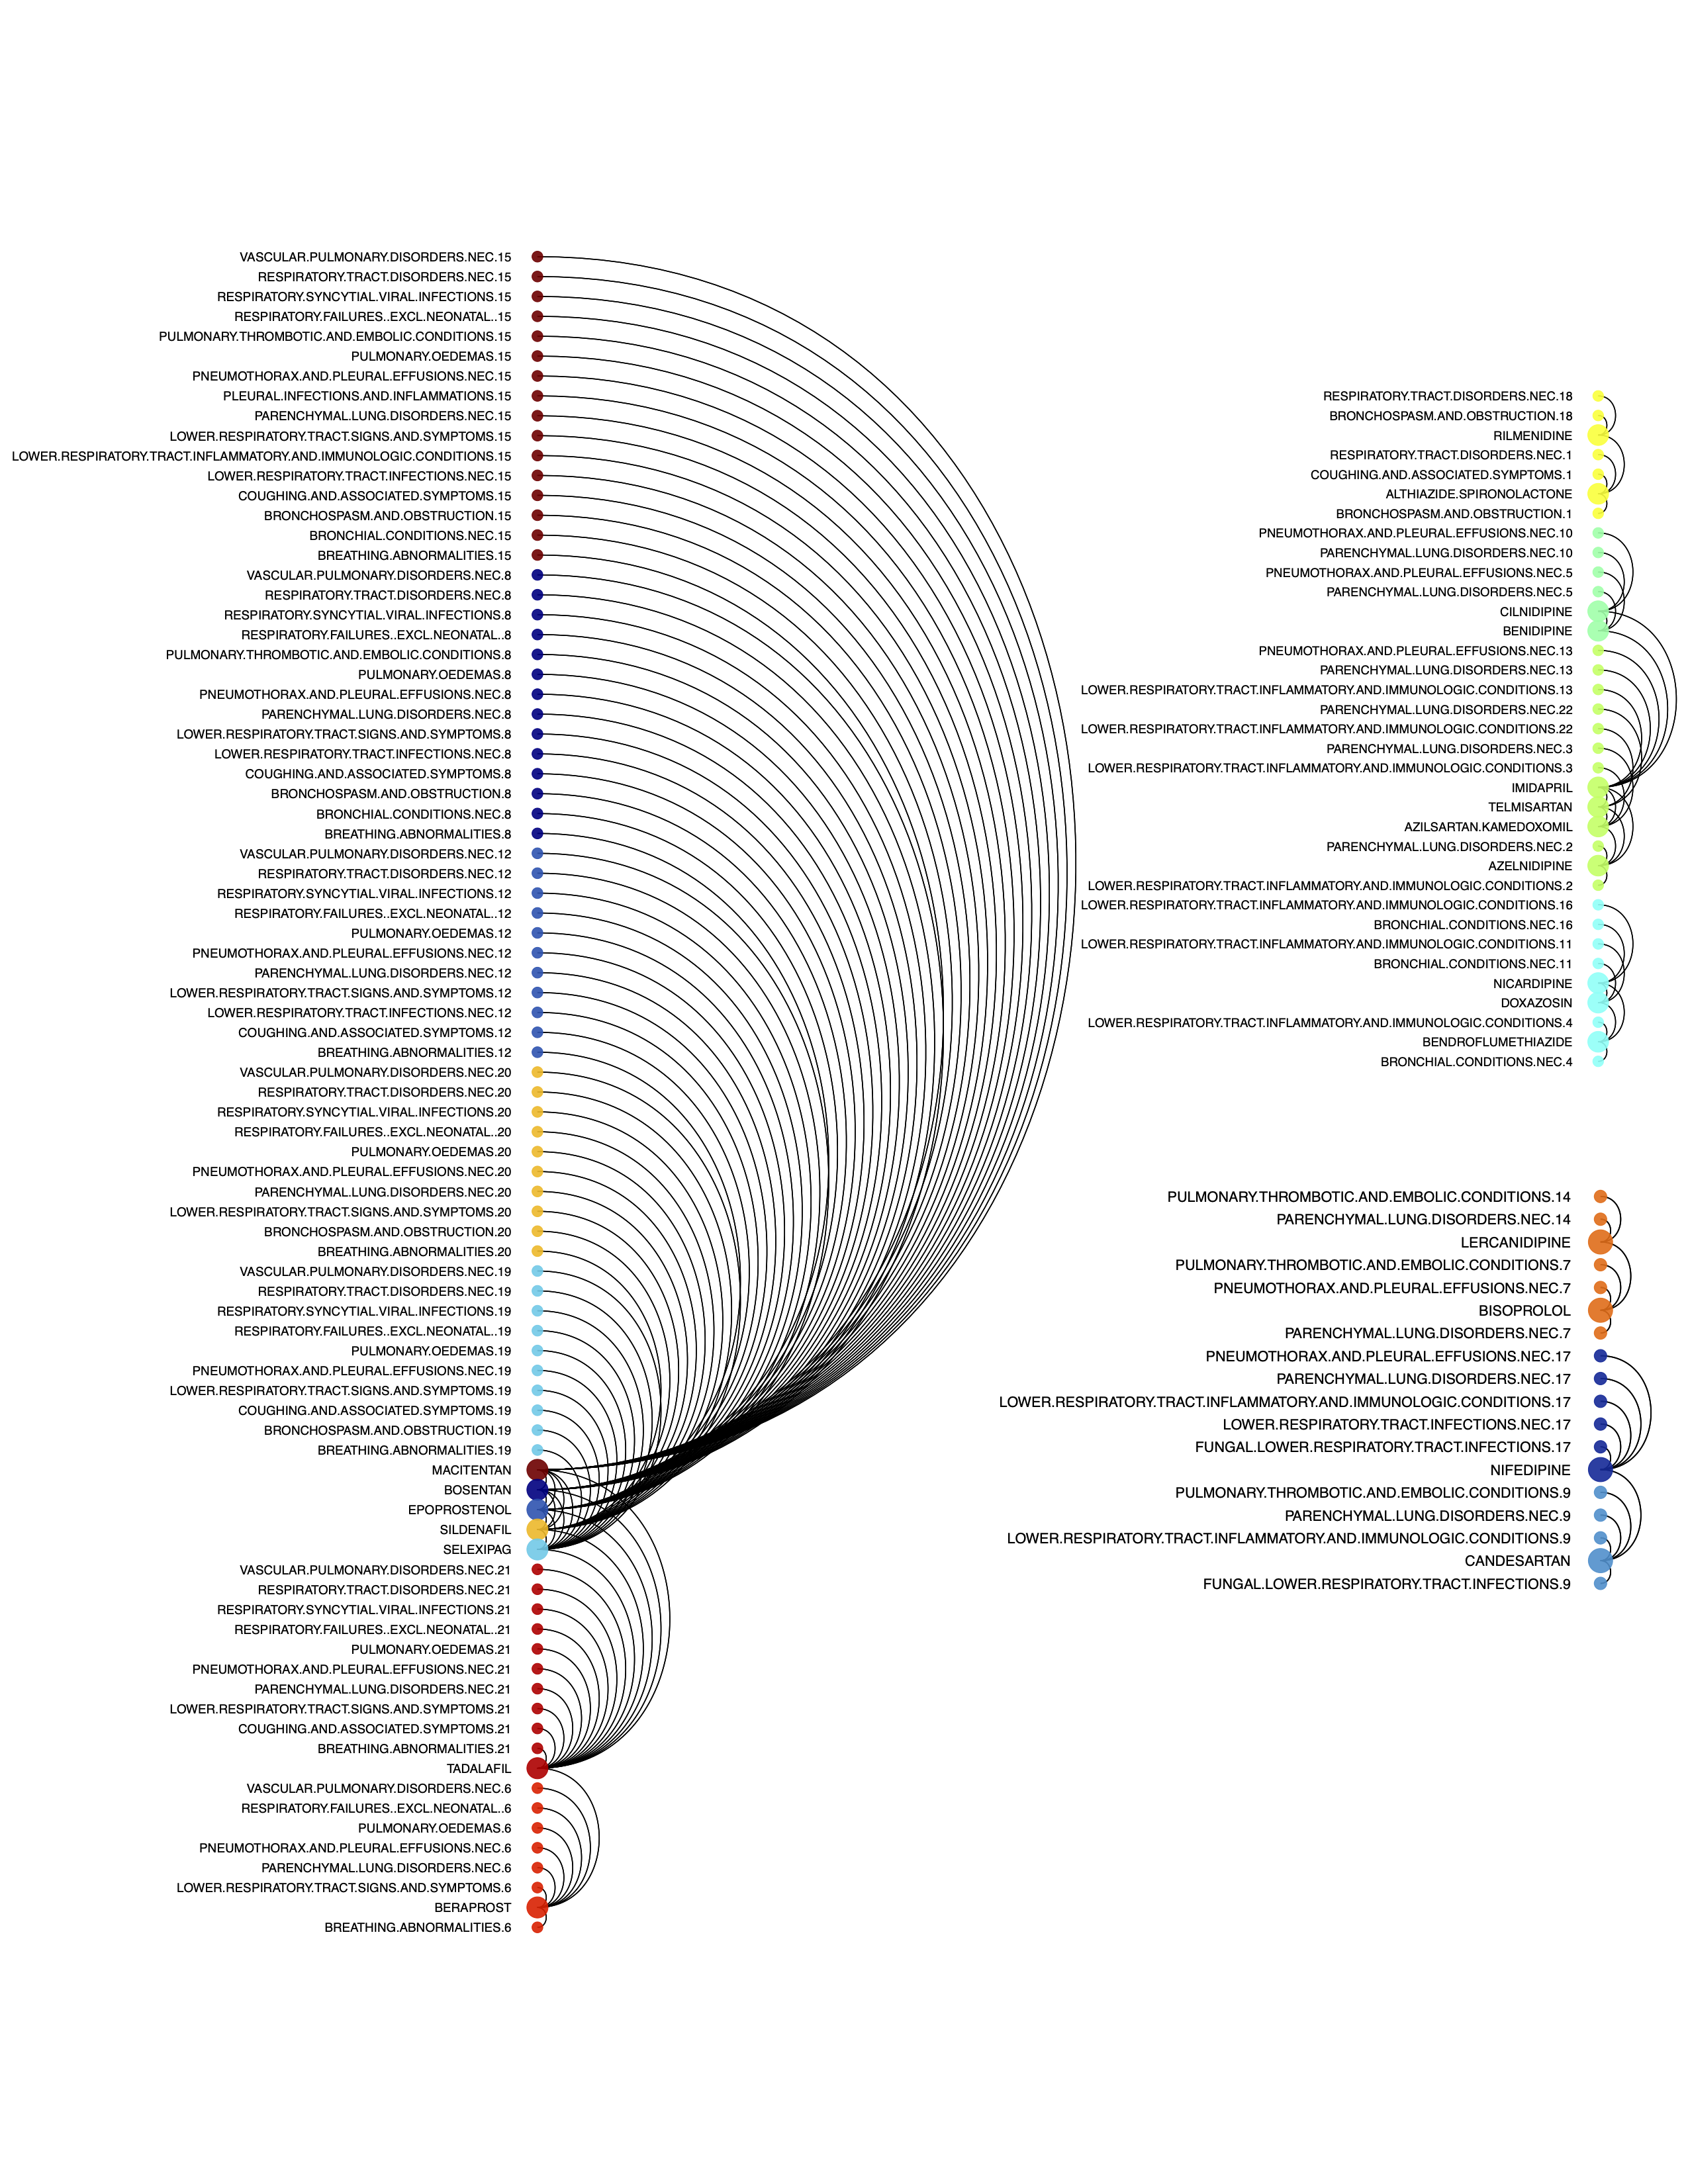 VASCULAR.PULMONARY.DISORDERS.NEC.15
RESPIRATORY.TRACT.DISORDERS.NEC.15
RESPIRATORY.SYNCYTIAL.VIRAL.INFECTIONS.15
RESPIRATORY.FAILURES..EXCL.NEONATAL..15
PULMONARY.THROMBOTIC.AND.EMBOLIC.CONDITIONS.15
PULMONARY.OEDEMAS.15
PNEUMOTHORAX.AND.PLEURAL.EFFUSIONS.NEC.15
PLEURAL.INFECTIONS.AND.INFLAMMATIONS.15
PARENCHYMAL.LUNG.DISORDERS.NEC.15
LOWER.RESPIRATORY.TRACT.SIGNS.AND.SYMPTOMS.15
LOWER.RESPIRATORY.TRACT.INFLAMMATORY.AND.IMMUNOLOGIC.CONDITIONS.15
LOWER.RESPIRATORY.TRACT.INFECTIONS.NEC.15
COUGHING.AND.ASSOCIATED.SYMPTOMS.15
BRONCHOSPASM.AND.OBSTRUCTION.15
BRONCHIAL.CONDITIONS.NEC.15
BREATHING.ABNORMALITIES.15
VASCULAR.PULMONARY.DISORDERS.NEC.8
RESPIRATORY.TRACT.DISORDERS.NEC.8
RESPIRATORY.SYNCYTIAL.VIRAL.INFECTIONS.8
RESPIRATORY.FAILURES..EXCL.NEONATAL..8
PULMONARY.THROMBOTIC.AND.EMBOLIC.CONDITIONS.8
PULMONARY.OEDEMAS.8
PNEUMOTHORAX.AND.PLEURAL.EFFUSIONS.NEC.8
PARENCHYMAL.LUNG.DISORDERS.NEC.8
LOWER.RESPIRATORY.TRACT.SIGNS.AND.SYMPTOMS.8
LOWER.RESPIRATORY.TRACT.INFECTIONS.NEC.8
COUGHING.AND.ASSOCIATED.SYMPTOMS.8
BRONCHOSPASM.AND.OBSTRUCTION.8
BRONCHIAL.CONDITIONS.NEC.8
BREATHING.ABNORMALITIES.8
VASCULAR.PULMONARY.DISORDERS.NEC.12
RESPIRATORY.TRACT.DISORDERS.NEC.12
RESPIRATORY.SYNCYTIAL.VIRAL.INFECTIONS.12
RESPIRATORY.FAILURES..EXCL.NEONATAL..12
PULMONARY.OEDEMAS.12
PNEUMOTHORAX.AND.PLEURAL.EFFUSIONS.NEC.12
PARENCHYMAL.LUNG.DISORDERS.NEC.12
LOWER.RESPIRATORY.TRACT.SIGNS.AND.SYMPTOMS.12
LOWER.RESPIRATORY.TRACT.INFECTIONS.NEC.12
COUGHING.AND.ASSOCIATED.SYMPTOMS.12
BREATHING.ABNORMALITIES.12
VASCULAR.PULMONARY.DISORDERS.NEC.20
RESPIRATORY.TRACT.DISORDERS.NEC.20
RESPIRATORY.SYNCYTIAL.VIRAL.INFECTIONS.20
RESPIRATORY.FAILURES..EXCL.NEONATAL..20
PULMONARY.OEDEMAS.20
PNEUMOTHORAX.AND.PLEURAL.EFFUSIONS.NEC.20
PARENCHYMAL.LUNG.DISORDERS.NEC.20
LOWER.RESPIRATORY.TRACT.SIGNS.AND.SYMPTOMS.20
BRONCHOSPASM.AND.OBSTRUCTION.20
BREATHING.ABNORMALITIES.20
VASCULAR.PULMONARY.DISORDERS.NEC.19
RESPIRATORY.TRACT.DISORDERS.NEC.19
RESPIRATORY.SYNCYTIAL.VIRAL.INFECTIONS.19
RESPIRATORY.FAILURES..EXCL.NEONATAL..19
PULMONARY.OEDEMAS.19
PNEUMOTHORAX.AND.PLEURAL.EFFUSIONS.NEC.19
LOWER.RESPIRATORY.TRACT.SIGNS.AND.SYMPTOMS.19
COUGHING.AND.ASSOCIATED.SYMPTOMS.19
BRONCHOSPASM.AND.OBSTRUCTION.19
BREATHING.ABNORMALITIES.19
MACITENTAN
BOSENTAN
EPOPROSTENOL
SILDENAFIL
SELEXIPAG
VASCULAR.PULMONARY.DISORDERS.NEC.21
RESPIRATORY.TRACT.DISORDERS.NEC.21
RESPIRATORY.SYNCYTIAL.VIRAL.INFECTIONS.21
RESPIRATORY.FAILURES..EXCL.NEONATAL..21
PULMONARY.OEDEMAS.21
PNEUMOTHORAX.AND.PLEURAL.EFFUSIONS.NEC.21
PARENCHYMAL.LUNG.DISORDERS.NEC.21
LOWER.RESPIRATORY.TRACT.SIGNS.AND.SYMPTOMS.21
COUGHING.AND.ASSOCIATED.SYMPTOMS.21
BREATHING.ABNORMALITIES.21
TADALAFIL
VASCULAR.PULMONARY.DISORDERS.NEC.6
RESPIRATORY.FAILURES..EXCL.NEONATAL..6
PULMONARY.OEDEMAS.6
PNEUMOTHORAX.AND.PLEURAL.EFFUSIONS.NEC.6
PARENCHYMAL.LUNG.DISORDERS.NEC.6
LOWER.RESPIRATORY.TRACT.SIGNS.AND.SYMPTOMS.6
BERAPROST
BREATHING.ABNORMALITIES.6
RESPIRATORY.TRACT.DISORDERS.NEC.18
BRONCHOSPASM.AND.OBSTRUCTION.18
RILMENIDINE
RESPIRATORY.TRACT.DISORDERS.NEC.1
COUGHING.AND.ASSOCIATED.SYMPTOMS.1
ALTHIAZIDE.SPIRONOLACTONE
BRONCHOSPASM.AND.OBSTRUCTION.1
PNEUMOTHORAX.AND.PLEURAL.EFFUSIONS.NEC.10
PARENCHYMAL.LUNG.DISORDERS.NEC.10
PNEUMOTHORAX.AND.PLEURAL.EFFUSIONS.NEC.5
PARENCHYMAL.LUNG.DISORDERS.NEC.5
CILNIDIPINE
BENIDIPINE
PNEUMOTHORAX.AND.PLEURAL.EFFUSIONS.NEC.13
PARENCHYMAL.LUNG.DISORDERS.NEC.13
LOWER.RESPIRATORY.TRACT.INFLAMMATORY.AND.IMMUNOLOGIC.CONDITIONS.13
PARENCHYMAL.LUNG.DISORDERS.NEC.22
LOWER.RESPIRATORY.TRACT.INFLAMMATORY.AND.IMMUNOLOGIC.CONDITIONS.22
PARENCHYMAL.LUNG.DISORDERS.NEC.3
LOWER.RESPIRATORY.TRACT.INFLAMMATORY.AND.IMMUNOLOGIC.CONDITIONS.3
IMIDAPRIL
TELMISARTAN
AZILSARTAN.KAMEDOXOMIL
PARENCHYMAL.LUNG.DISORDERS.NEC.2
AZELNIDIPINE
LOWER.RESPIRATORY.TRACT.INFLAMMATORY.AND.IMMUNOLOGIC.CONDITIONS.2
LOWER.RESPIRATORY.TRACT.INFLAMMATORY.AND.IMMUNOLOGIC.CONDITIONS.16
BRONCHIAL.CONDITIONS.NEC.16
LOWER.RESPIRATORY.TRACT.INFLAMMATORY.AND.IMMUNOLOGIC.CONDITIONS.11
BRONCHIAL.CONDITIONS.NEC.11
NICARDIPINE
DOXAZOSIN
LOWER.RESPIRATORY.TRACT.INFLAMMATORY.AND.IMMUNOLOGIC.CONDITIONS.4
BENDROFLUMETHIAZIDE
BRONCHIAL.CONDITIONS.NEC.4
PULMONARY.THROMBOTIC.AND.EMBOLIC.CONDITIONS.14
PARENCHYMAL.LUNG.DISORDERS.NEC.14
LERCANIDIPINE
PULMONARY.THROMBOTIC.AND.EMBOLIC.CONDITIONS.7
PNEUMOTHORAX.AND.PLEURAL.EFFUSIONS.NEC.7
BISOPROLOL
PARENCHYMAL.LUNG.DISORDERS.NEC.7
PNEUMOTHORAX.AND.PLEURAL.EFFUSIONS.NEC.17
PARENCHYMAL.LUNG.DISORDERS.NEC.17
LOWER.RESPIRATORY.TRACT.INFLAMMATORY.AND.IMMUNOLOGIC.CONDITIONS.17
LOWER.RESPIRATORY.TRACT.INFECTIONS.NEC.17
FUNGAL.LOWER.RESPIRATORY.TRACT.INFECTIONS.17
NIFEDIPINE
PULMONARY.THROMBOTIC.AND.EMBOLIC.CONDITIONS.9
PARENCHYMAL.LUNG.DISORDERS.NEC.9
LOWER.RESPIRATORY.TRACT.INFLAMMATORY.AND.IMMUNOLOGIC.CONDITIONS.9
CANDESARTAN
FUNGAL.LOWER.RESPIRATORY.TRACT.INFECTIONS.9